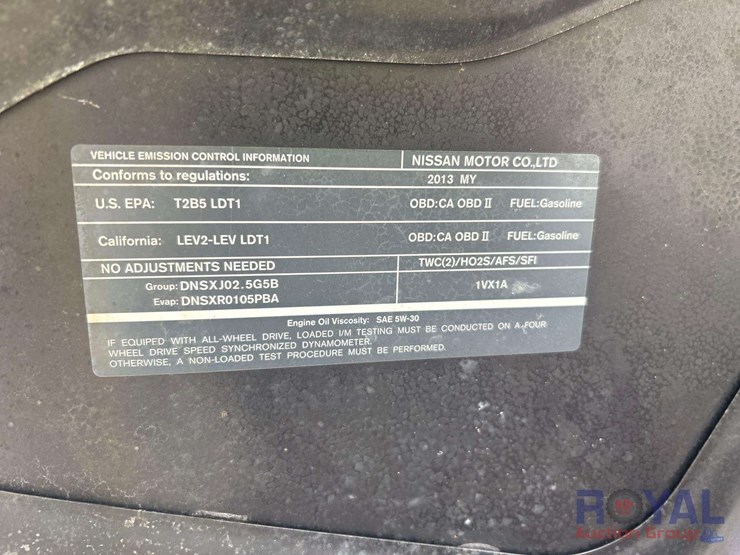 VEHICLE EMISSION CONTROL INFORMATION
NISSAN MOTOR CO.,LTD
Conforms to regulations:
2013 MY
U.S. EPA: T2B5 LDT1
OBD:CA OBD II FUEL:Gasoline
California: LEV2-LEV LDT1
OBD:CA OBD II FUEL:Gasoline
NO ADJUSTMENTS NEEDED
TWC(2)/HO2S/AFS/SFI
Group: DNSXJ02.5G5B
1VX1A
Evap: DNSXR0105PBA
Engine Oil Viscosity: SAE 5W-30
IF EQUIPPED WITH ALL-WHEEL DRIVE, LOADED I/M TESTING MUST BE CONDUCTED ON A FOUR
WHEEL DRIVE SPEED SYNCHRONIZED DYNAMOMETER.
OTHERWISE, A NON-LOADED TEST PROCEDURE MUST BE PERFORMED.
ROYAL
Auction Group